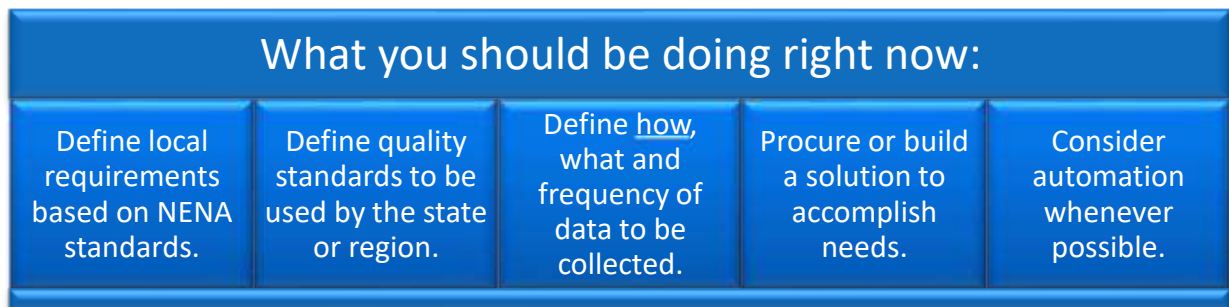 What you should be doing right now:
Define local
requirements
based on NENA
standards.
Define quality
standards to be
used by the state
or region.
Define how,
what and
frequency of
data to be
collected.
Procure or build
a solution to
accomplish
needs.
Consider
automation
whenever
possible.